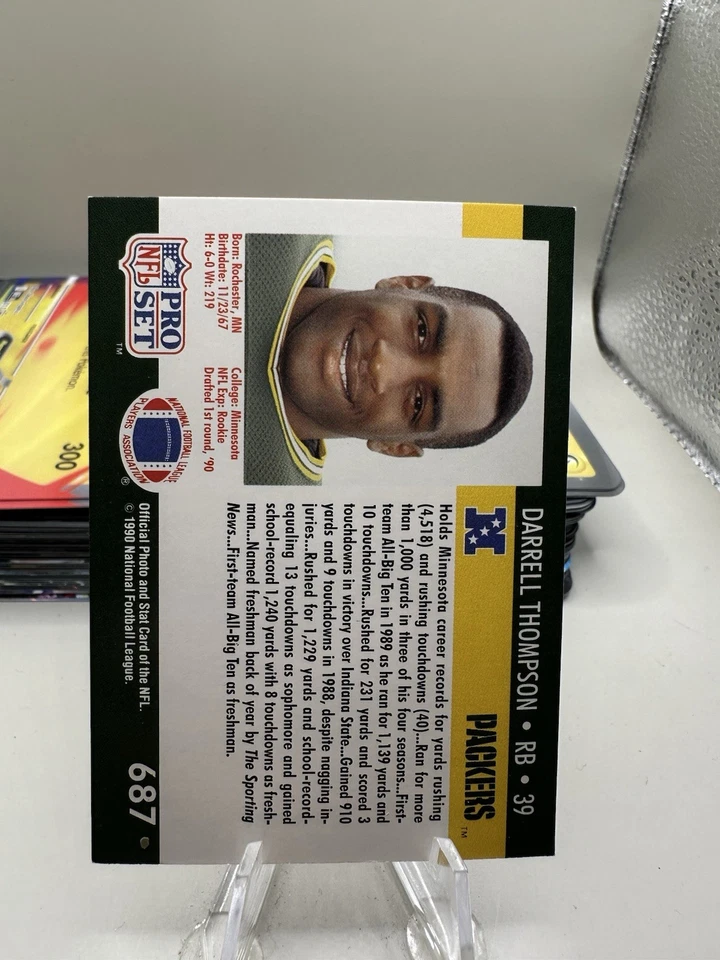 DARRELL THOMPSON • RB • 39
PACKERS™
Holds Minnesota career records for yards rushing
(4,518) and rushing touchdowns (40)...Ran for more
than 1,000 yards in three of his four seasons...First-
team All-Big Ten in 1989 as he ran for 1,139 yards and
10 touchdowns...Rushed for 231 yards and scored 3
touchdowns in victory over Indiana State...Gained 910
yards and 9 touchdowns in 1988, despite nagging in-
juries...Rushed for 1,229 yards and school-record-
equaling 13 touchdowns as sophomore and gained
school-record 1,240 yards with 8 touchdowns as fresh-
man...Named freshman back of year by The Sporting
News...First-team All-Big Ten as freshman.
Born: Rochester, MN
Birthdate: 11/23/67
Ht: 6-0 Wt: 219
College: Minnesota
NFL Exp: Rookie
Drafted 1st round, '90
PRO
NFL SET
™
NATIONAL FOOTBALL LEAGUE
PLAYERS ASSOCIATION
®
Official Photo and Stat Card of the NFL.
© 1990 National Football League.
687
300